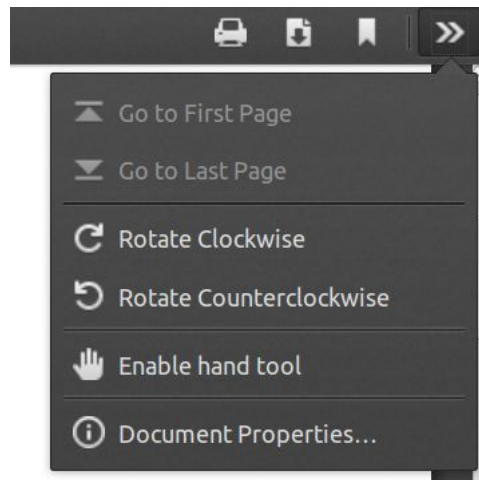 Go to First Page
Go to Last Page
Rotate Clockwise
Rotate Counterclockwise
Enable hand tool
Document Properties…